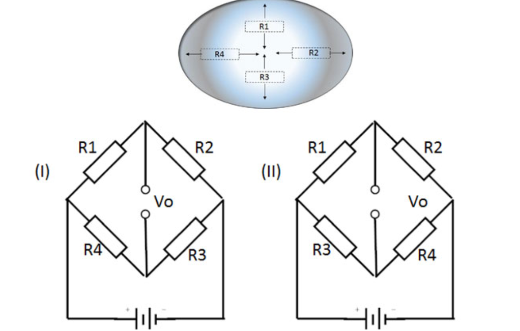 R1
R4 R2
R3
R1 R2
(I) Vo
R4 R3
+ -
R1 R2
(II) Vo
R3 R4
+ -